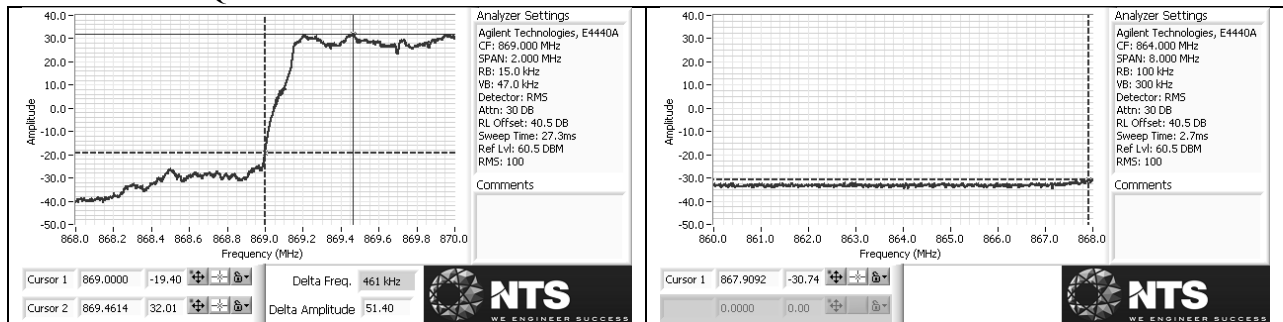 Analyzer Settings
Agilent Technologies, E4440A
CF: 869.000 MHz
SPAN: 2.000 MHz
RB: 15.0 kHz
VB: 47.0 kHz
Detector: RMS
Attn: 30 DB
RL Offset: 40.5 DB
Sweep Time: 27.3ms
Ref Lvl: 60.5 DBM
RMS: 100
Comments
Amplitude
40.0
30.0
20.0
10.0
0.0
-10.0
-20.0
-30.0
-40.0
-50.0
868.0 868.2 868.4 868.6 868.8 869.0 869.2 869.4 869.6 869.8 870.0
Frequency (MHz)
Cursor 1 869.0000 -19.40
Cursor 2 869.4614 32.01
Delta Freq. 461 kHz
Delta Amplitude 51.40
NTS
WE ENGINEER SUCCESS
Analyzer Settings
Agilent Technologies, E4440A
CF: 864.000 MHz
SPAN: 8.000 MHz
RB: 100 kHz
VB: 300 kHz
Detector: RMS
Attn: 30 DB
RL Offset: 40.5 DB
Sweep Time: 2.7ms
Ref Lvl: 60.5 DBM
RMS: 100
Comments
Amplitude
40.0
30.0
20.0
10.0
0.0
-10.0
-20.0
-30.0
-40.0
-50.0
860.0 861.0 862.0 863.0 864.0 865.0 866.0 867.0 868.0
Frequency (MHz)
Cursor 1 867.9092 -30.74
0.0000 0.00
NTS
WE ENGINEER SUCCESS